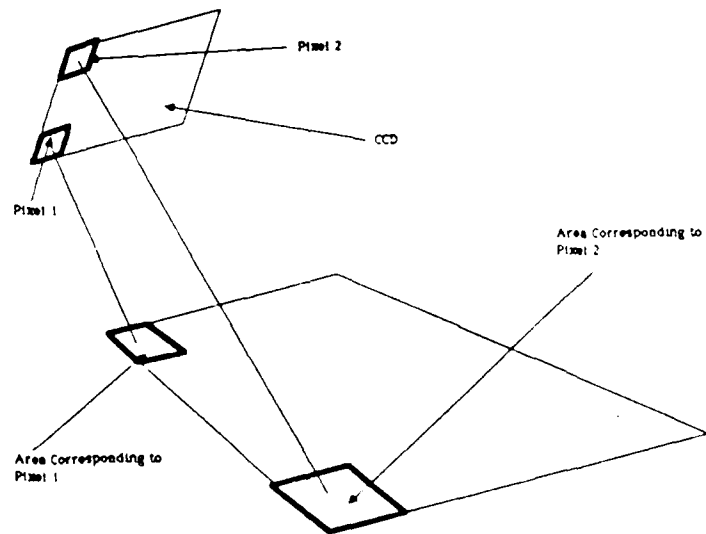 Pixel 2
CCD
Pixel 1
Area Corresponding to
Pixel 2
Area Corresponding to
Pixel 1